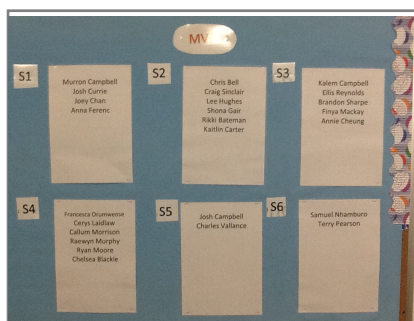 MV
S1
Murron Campbell
Josh Currie
Joey Chan
Anna Ferenc
S2
Chris Bell
Craig Sinclair
Lee Hughes
Shona Gair
Rikki Bateman
Kaitlin Carter
S3
Kalem Campbell
Ellis Reynolds
Brandon Sharpe
Finya Mackay
Annie Cheung
S4
Francesca Orumwense
Cerys Laidlaw
Callum Morrison
Raewyn Murphy
Ryan Moore
Chelsea Blackie
S5
Josh Campbell
Charles Vallance
S6
Samuel Nhamburo
Terry Pearson